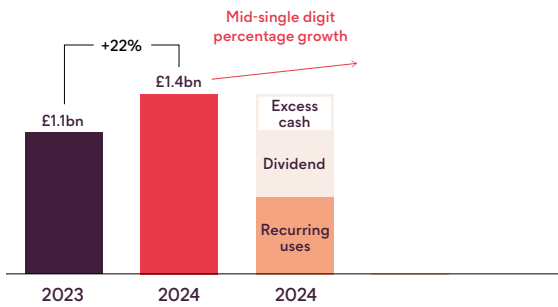 Mid-single digit
percentage growth
+22%
£1.4bn
£1.1bn
Excess
cash
Dividend
Recurring
uses
2023
2024
2024